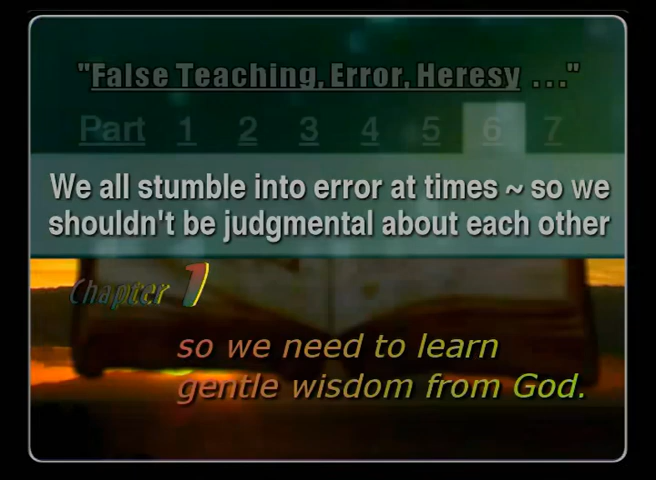 "False Teaching, Error, Heresy ..."
Part 1 2 3 4 5 6 7
We all stumble into error at times ~ so we
shouldn't be judgmental about each other
Chapter 1
so we need to learn
gentle wisdom from God.